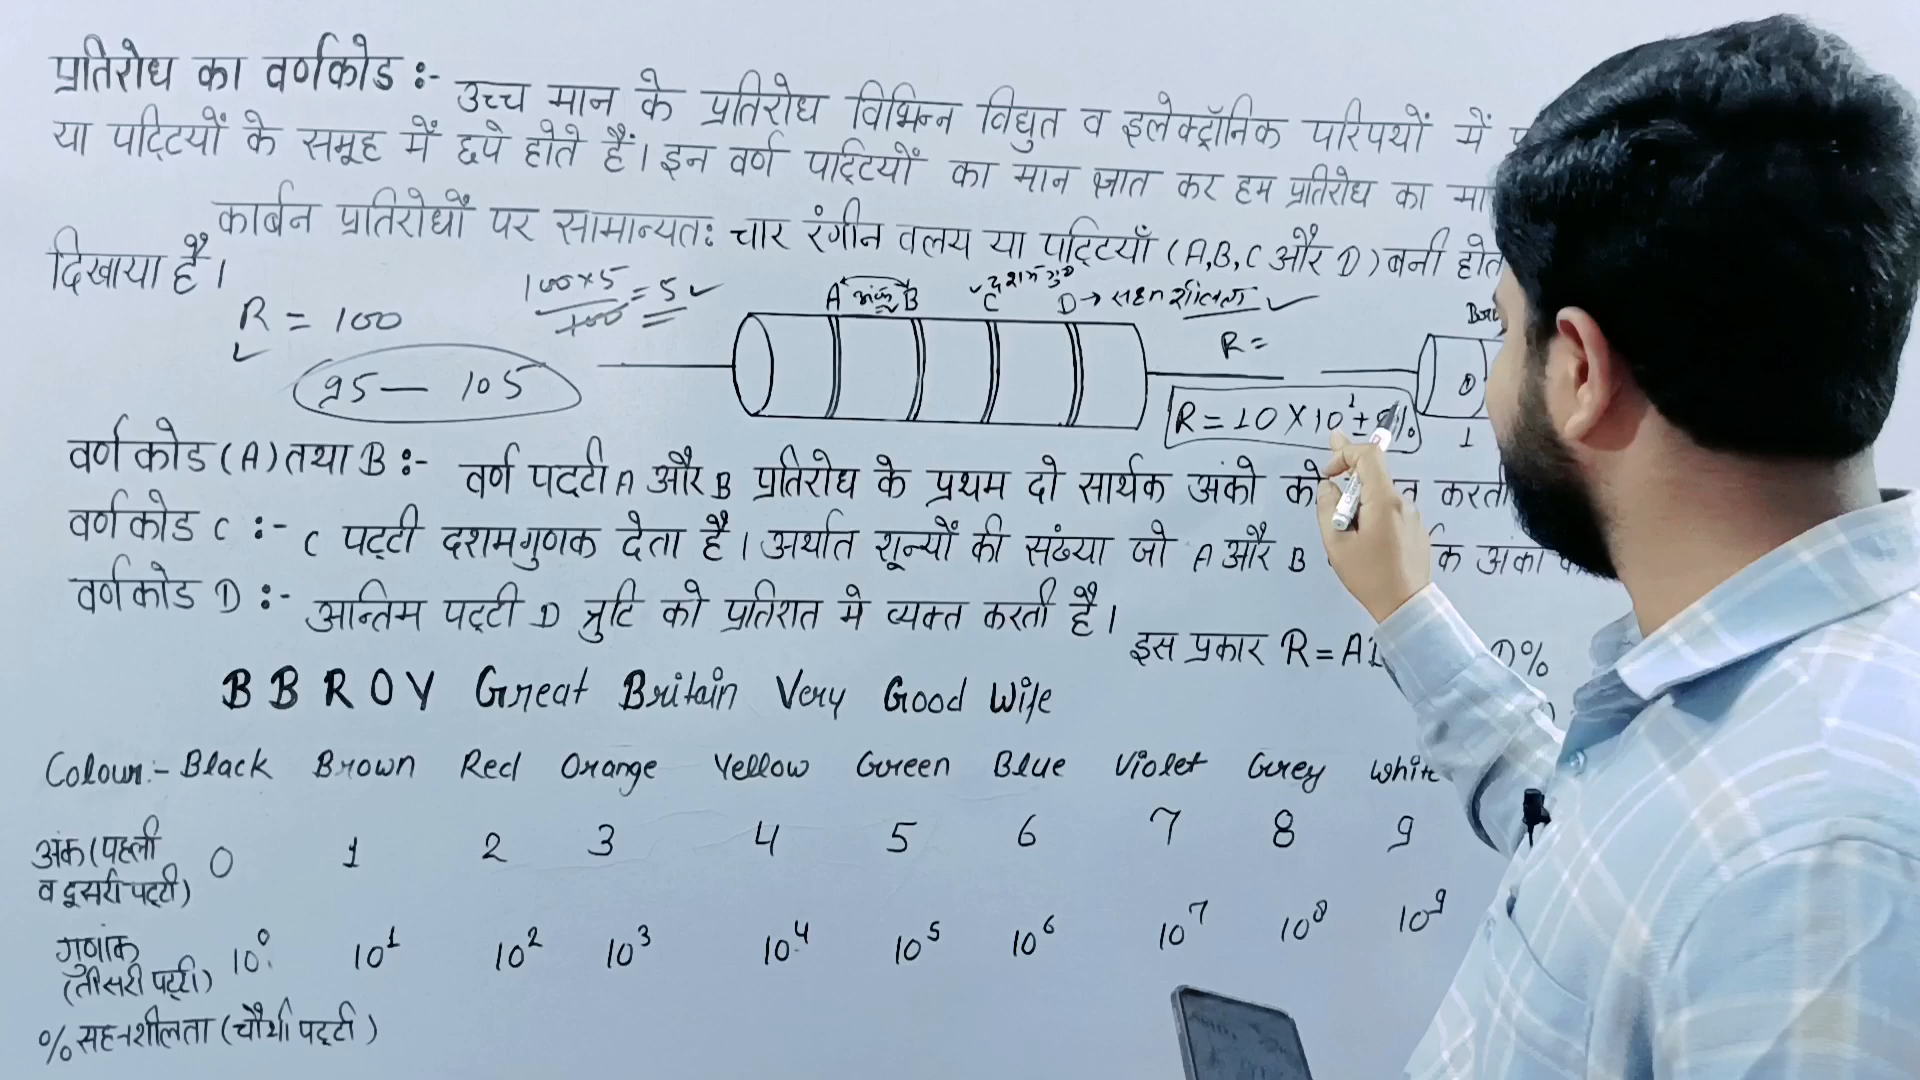 प्रतिरोध का वर्णकोड :- उच्च मान के प्रतिरोध विभिन्न विद्युत व इलेक्ट्रॉनिक परिपथों में
या पट्टियों के समूह में छपे होते हैं। इन वर्ण पट्टियों का मान ज्ञात कर हम प्रतिरोध का
कार्बन प्रतिरोधों पर सामान्यतः चार रंगीन वलय या पट्टियाँ (A,B,C और D) बनी होत
दिखाया है।
100x5/100 = 5 ✓
A अंक B C D → सहनशीलता ✓
R = 100
R =
95 — 105
D
1
R = 10 X 10¹ ±
वर्ण कोड (A) तथा B :- वर्ण पट्टी A और B प्रतिरोध के प्रथम दो सार्थक अंको को करती
वर्ण कोड C :- C पट्टी दशमगुणक देता है। अर्थात शून्यों की संख्या जो A और B
वर्णकोड D :- अन्तिम पट्टी D त्रुटि को प्रतिशत मे व्यक्त करती है।
इस प्रकार R = A D%
B B R O Y Great Britain Very Good Wife
Colour:- Black Brown Red Orange Yellow Green Blue Violet Grey White
अंक (पहली व दूसरी पट्टी) 0 1 2 3 4 5 6 7 8 9
गुणांक (तीसरी पट्टी) 10⁰ 10¹ 10² 10³ 10⁴ 10⁵ 10⁶ 10⁷ 10⁸ 10⁹
% सहनशीलता (चौथी पट्टी)